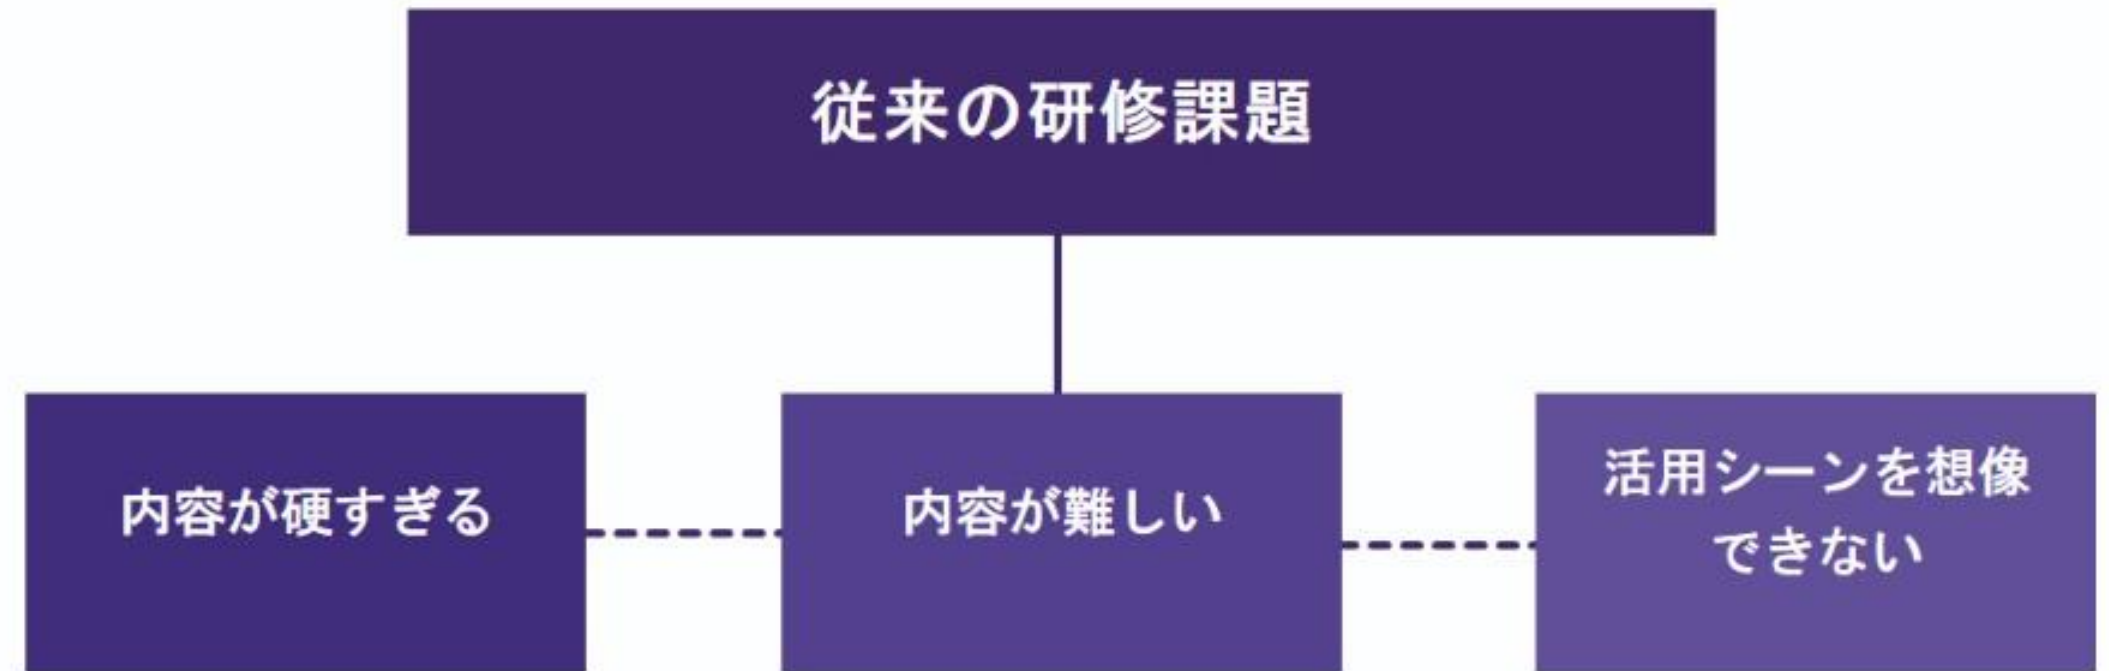 従来の研修課題
内容が硬すぎる
内容が難しい
活用シーンを想像
できない